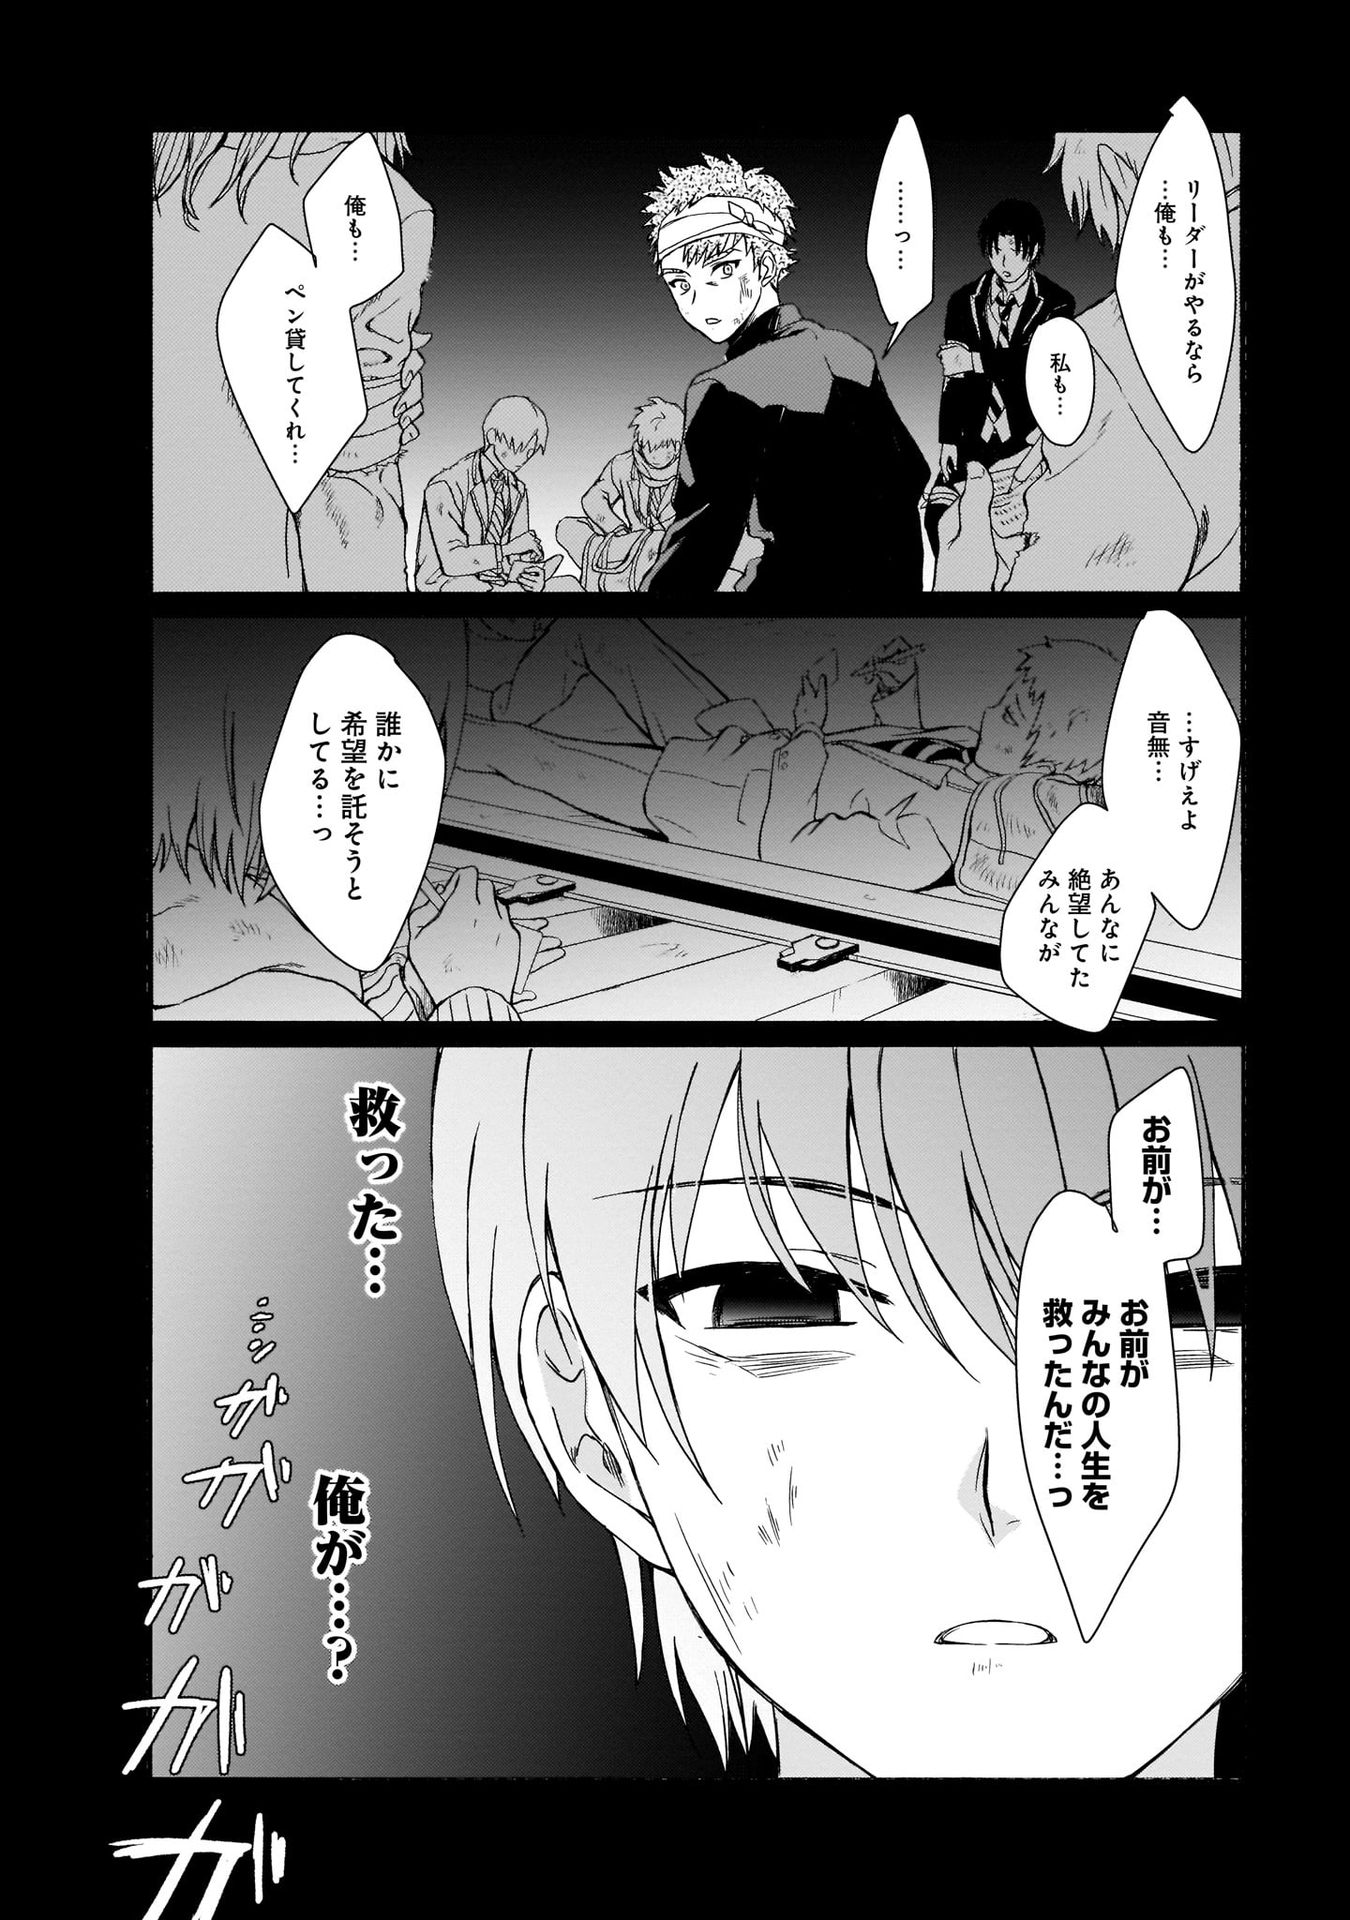 リーダーがやるなら
…俺も…
私も…
……っ…
俺も…
ペン貸してくれ…
…すげぇよ
音無…
あんなに
絶望してた
みんなが
誰かに
希望を託そうと
してる…っ
お前が…
お前が
みんなの人生を
救ったんだ…っ
救った…
俺が…?
ガ
ガ
ガ
ガ
ガ